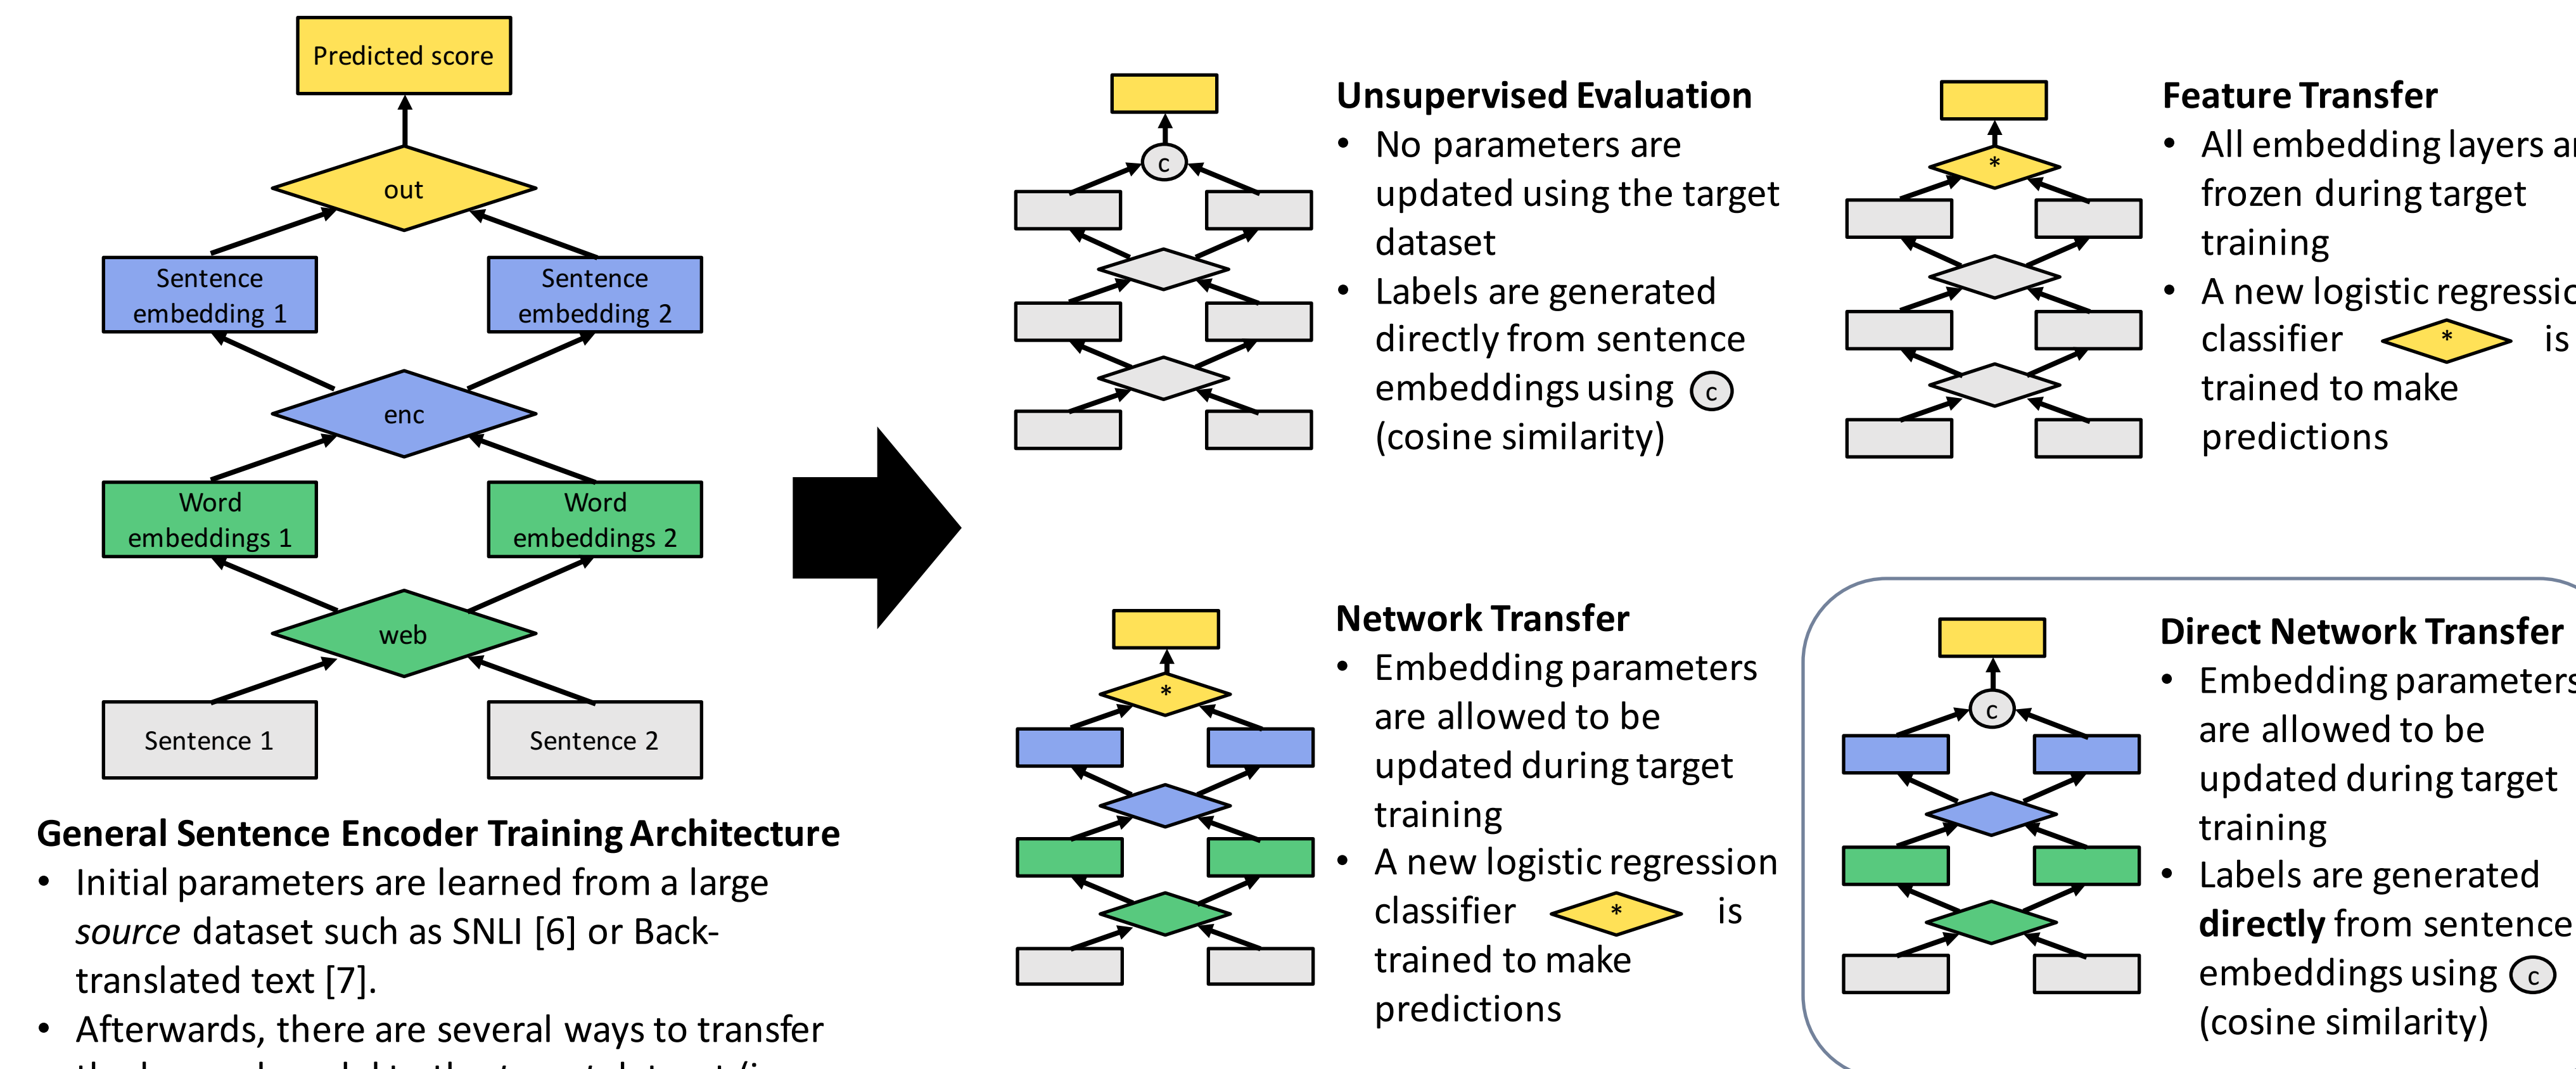 Predicted score
out
Sentence
embedding 1
Sentence
embedding 2
enc
Word
embeddings 1
Word
embeddings 2
web
Sentence 1
Sentence 2
General Sentence Encoder Training Architecture
• Initial parameters are learned from a large
source dataset such as SNLI [6] or Back-
translated text [7].
• Afterwards, there are several ways to transfer
c
Unsupervised Evaluation
• No parameters are
updated using the target
dataset
• Labels are generated
directly from sentence
embeddings using c
(cosine similarity)
*
Feature Transfer
• All embedding layers
frozen during target
training
• A new logistic
classifier * is
trained to make
predictions
*
Network Transfer
• Embedding parameters
are allowed to be
updated during target
training
• A new logistic regression
classifier * is
trained to make
predictions
c
Direct Network Transfer
• Embedding parameters
are allowed to be
updated during target
training
• Labels are generated
directly from sentence
embeddings using c
(cosine similarity)